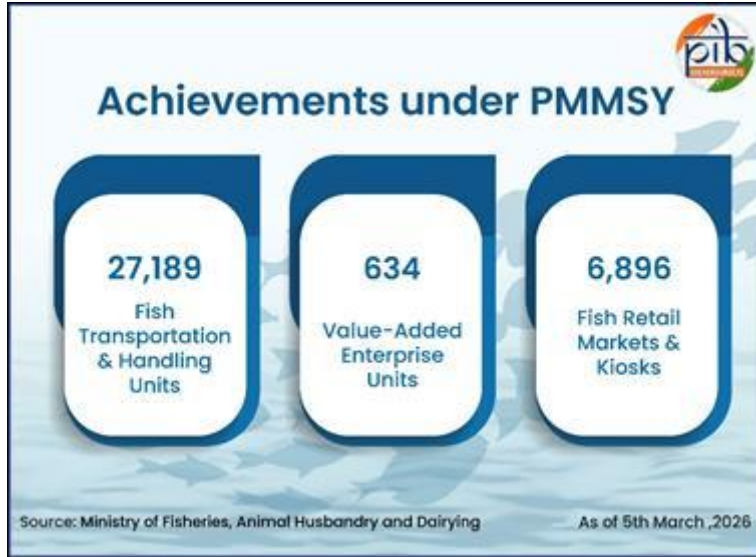 pib
Achievements under PMMSY
27,189
Fish
Transportation
& Handling
Units
634
Value-Added
Enterprise
Units
6,896
Fish Retail
Markets &
Kiosks
Source: Ministry of Fisheries, Animal Husbandry and Dairying
As of 5th March ,2026